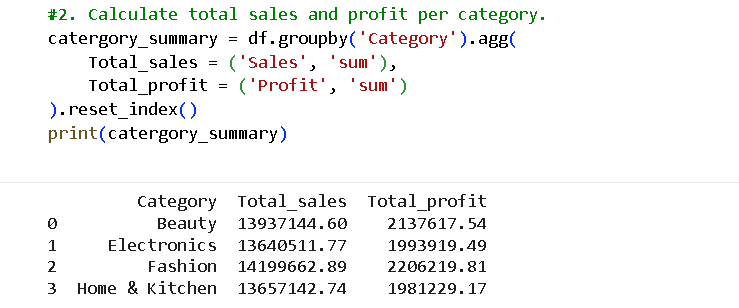 #2. Calculate total sales and profit per category.
catergory_summary = df.groupby('Category').agg(
    Total_sales = ('Sales', 'sum'),
    Total_profit = ('Profit', 'sum')
).reset_index()
print(catergory_summary)
         Category  Total_sales  Total_profit
0          Beauty  13937144.60    2137617.54
1     Electronics  13640511.77    1993919.49
2         Fashion  14199662.89    2206219.81
3  Home & Kitchen  13657142.74    1981229.17